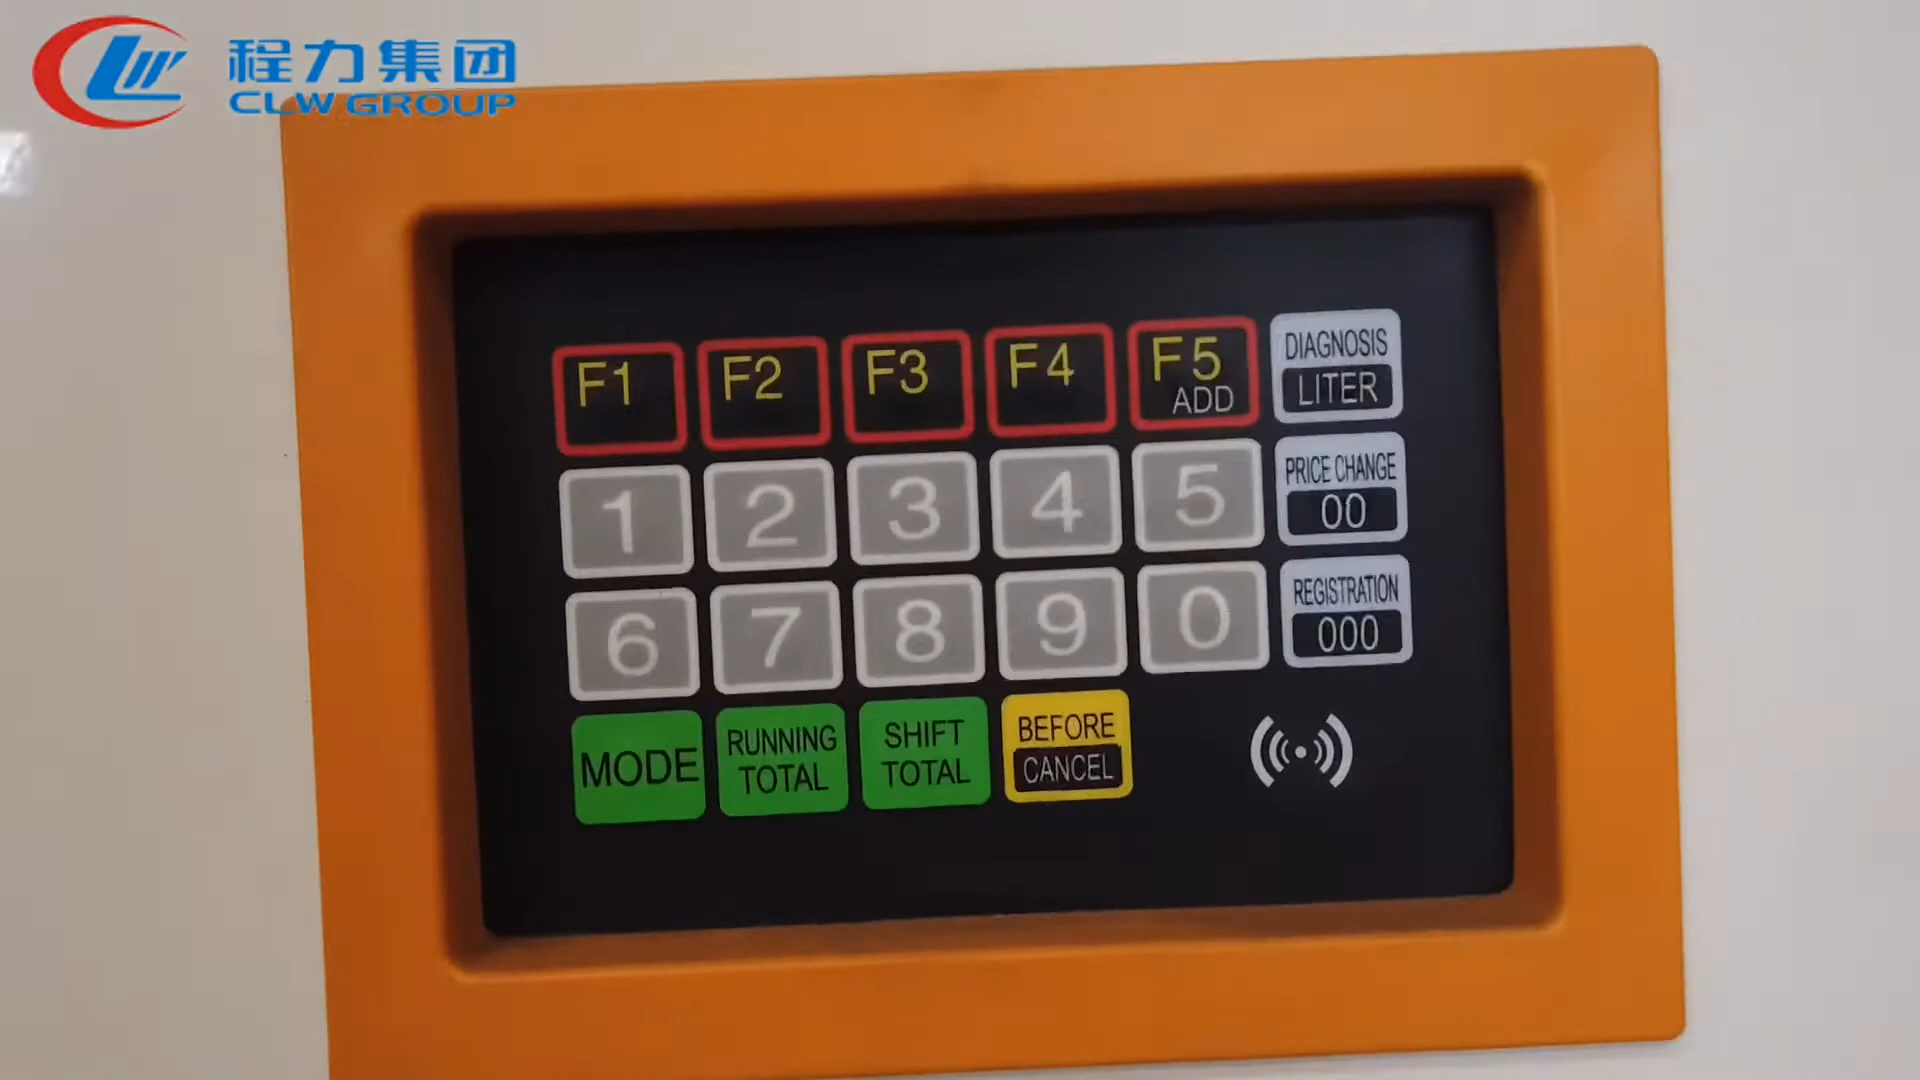 程力集团
CLW GROUP
F1 F2 F3 F4 F5 ADD DIAGNOSIS LITER
1 2 3 4 5 PRICE CHANGE 00
6 7 8 9 0 REGISTRATION 000
MODE RUNNING TOTAL SHIFT TOTAL BEFORE CANCEL